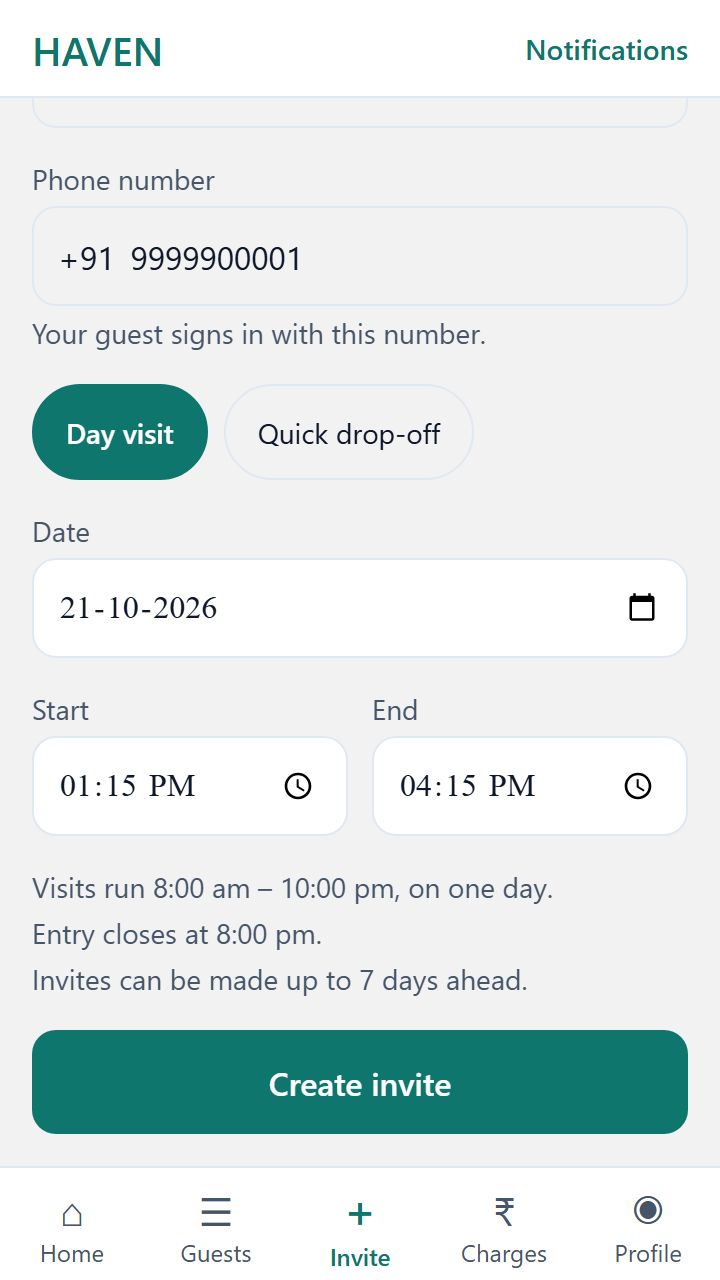 HAVEN
Notifications
Phone number
+91 9999900001
Your guest signs in with this number.
Day visit
Quick drop-off
Date
21-10-2026
Start
End
01:15 PM
04:15 PM
Visits run 8:00 am – 10:00 pm, on one day.
Entry closes at 8:00 pm.
Invites can be made up to 7 days ahead.
Create invite
Home
Guests
Invite
₹
Charges
Profile